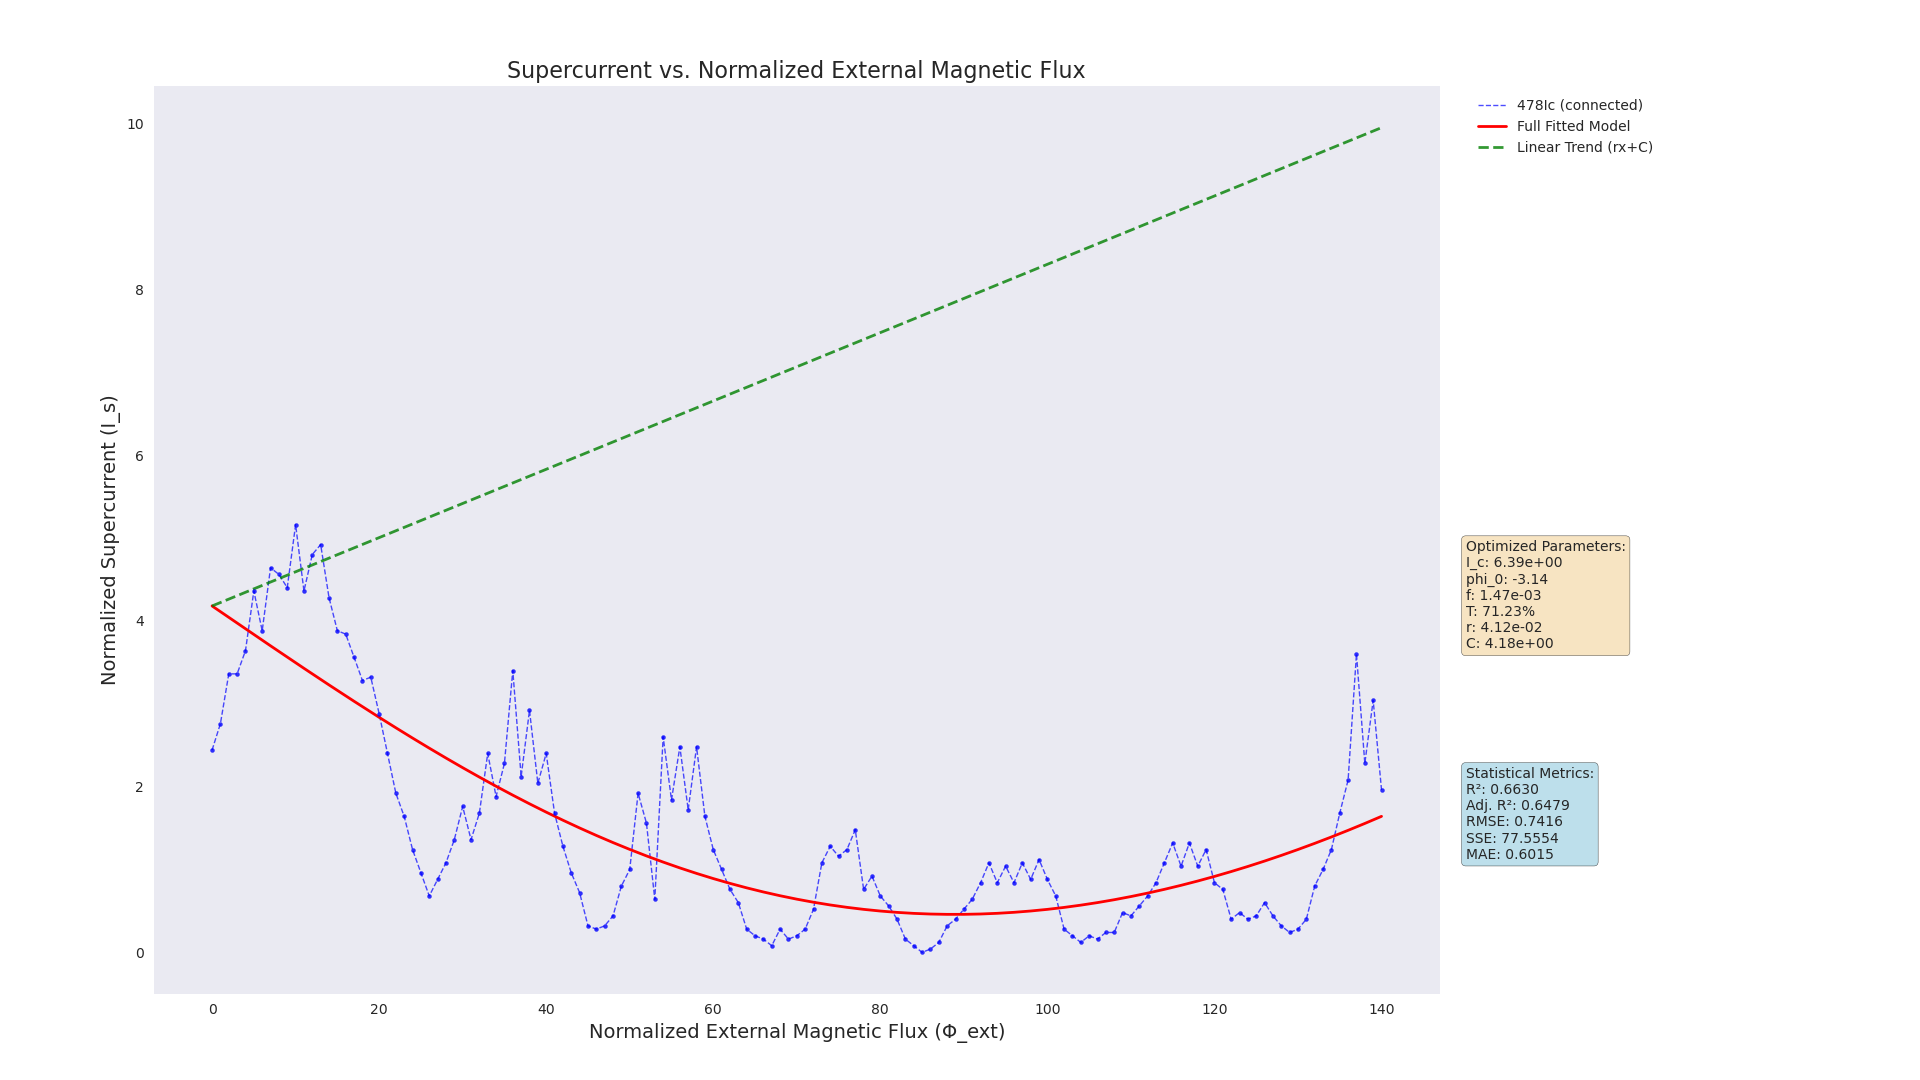 Supercurrent vs. Normalized External Magnetic Flux
10
8
6
4
2
0
Normalized Supercurrent (I_s)
0 20 40 60 80 100 120 140
Normalized External Magnetic Flux (Φ_ext)
478Ic (connected)
Full Fitted Model
Linear Trend (rx+C)
Optimized Parameters:
I_c: 6.39e+00
phi_0: -3.14
f: 1.47e-03
T: 71.23%
r: 4.12e-02
C: 4.18e+00
Statistical Metrics:
R²: 0.6630
Adj. R²: 0.6479
RMSE: 0.7416
SSE: 77.5554
MAE: 0.6015